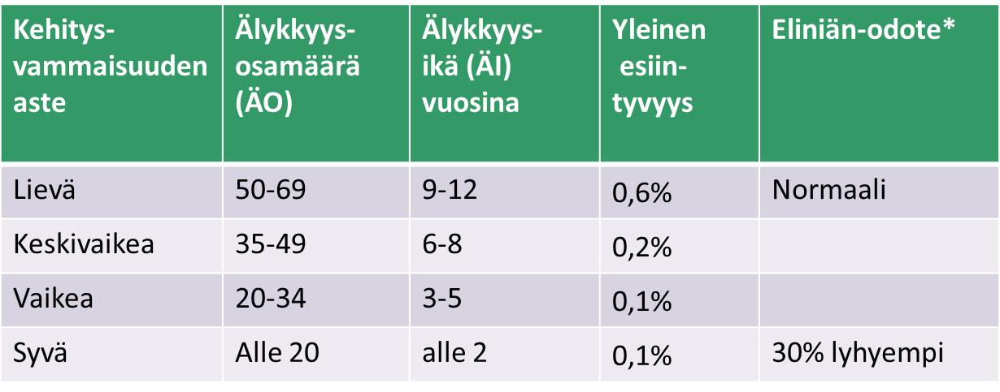 Kehitys-
vammaisuuden
aste
Älykkyys-
osamäärä
(ÄO)
Älykkyys-
ikä (ÄI)
vuosina
Yleinen
esiin-
tyvyys
Eliniän-odote*
Lievä 50-69 9-12 0,6% Normaali
Keskivaikea 35-49 6-8 0,2%
Vaikea 20-34 3-5 0,1%
Syvä Alle 20 alle 2 0,1% 30% lyhyempi